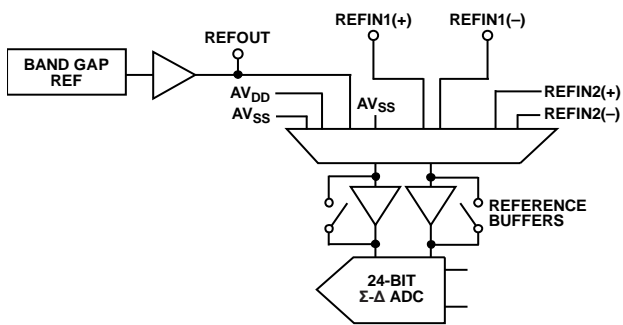 REFIN1(+)
REFIN1(–)
REFOUT
BAND GAP
REF
AVDD
AVSS
AVSS
REFIN2(+)
REFIN2(–)
REFERENCE
BUFFERS
24-BIT
Σ-Δ ADC